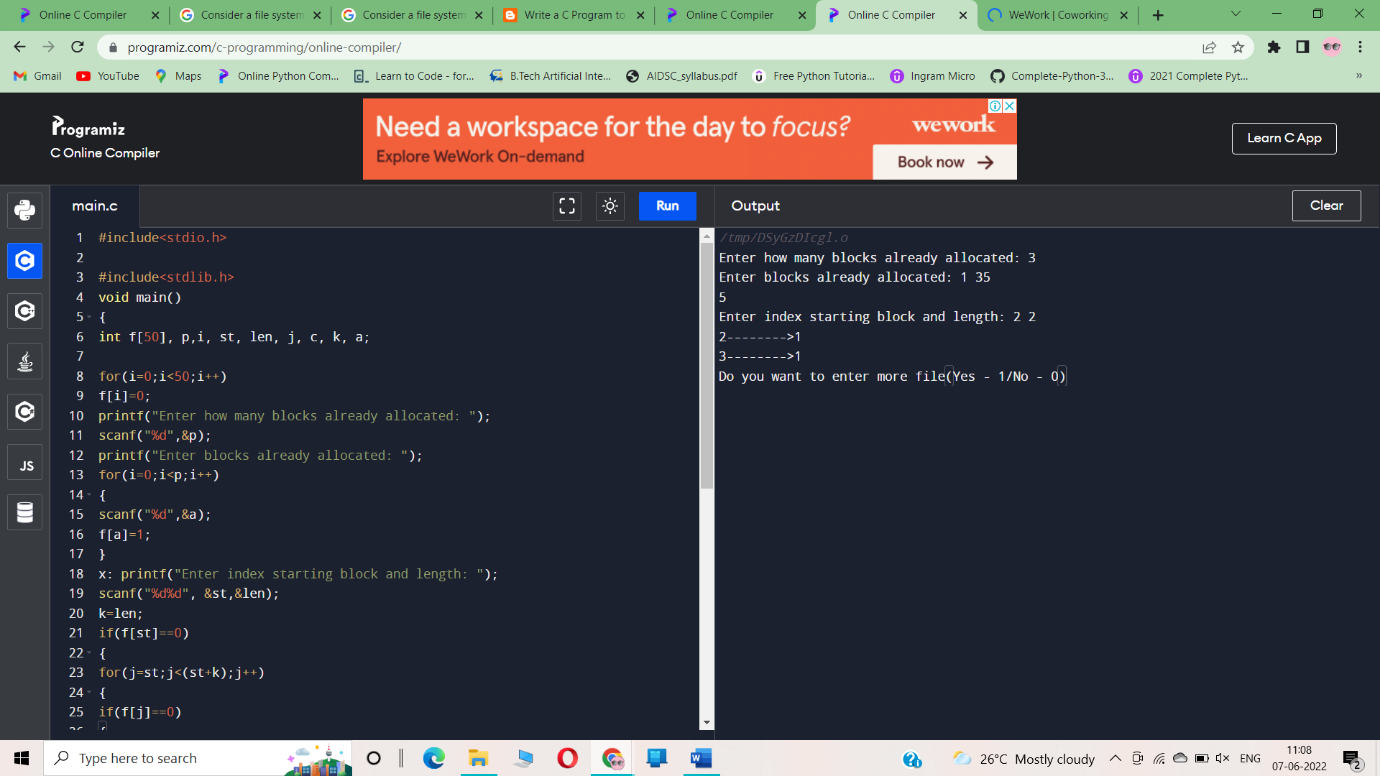 Online C Compiler
Consider a file system
Consider a file system
Write a C Program to
Online C Compiler
Online C Compiler
WeWork | Coworking
programiz.com/c-programming/online-compiler/
Gmail
YouTube
Maps
Online Python Com...
Learn to Code - for...
B.Tech Artificial Inte...
AIDSC_syllabus.pdf
Free Python Tutoria...
Ingram Micro
Complete-Python-3...
2021 Complete Pyt...
»
Programiz
C Online Compiler
Need a workspace for the day to focus?
Explore WeWork On-demand
wework
Book now →
Learn C App
main.c
Run
Output
Clear
1 #include<stdio.h>
2
3 #include<stdlib.h>
4 void main()
5 {
6 int f[50], p,i, st, len, j, c, k, a;
7
8 for(i=0;i<50;i++)
9 f[i]=0;
10 printf("Enter how many blocks already allocated: ");
11 scanf("%d",&p);
12 printf("Enter blocks already allocated: ");
13 for(i=0;i<p;i++)
14 {
15 scanf("%d",&a);
16 f[a]=1;
17 }
18 x: printf("Enter index starting block and length: ");
19 scanf("%d%d", &st,&len);
20 k=len;
21 if(f[st]==0)
22 {
23 for(j=st;j<(st+k);j++)
24 {
25 if(f[j]==0)
26 {
/tmp/DSyGzDIcgl.o
Enter how many blocks already allocated: 3
Enter blocks already allocated: 1 35
5
Enter index starting block and length: 2 2
2-------->1
3-------->1
Do you want to enter more file(Yes - 1/No - 0)
JS
Type here to search
26°C Mostly cloudy
ENG
11:08
07-06-2022
2